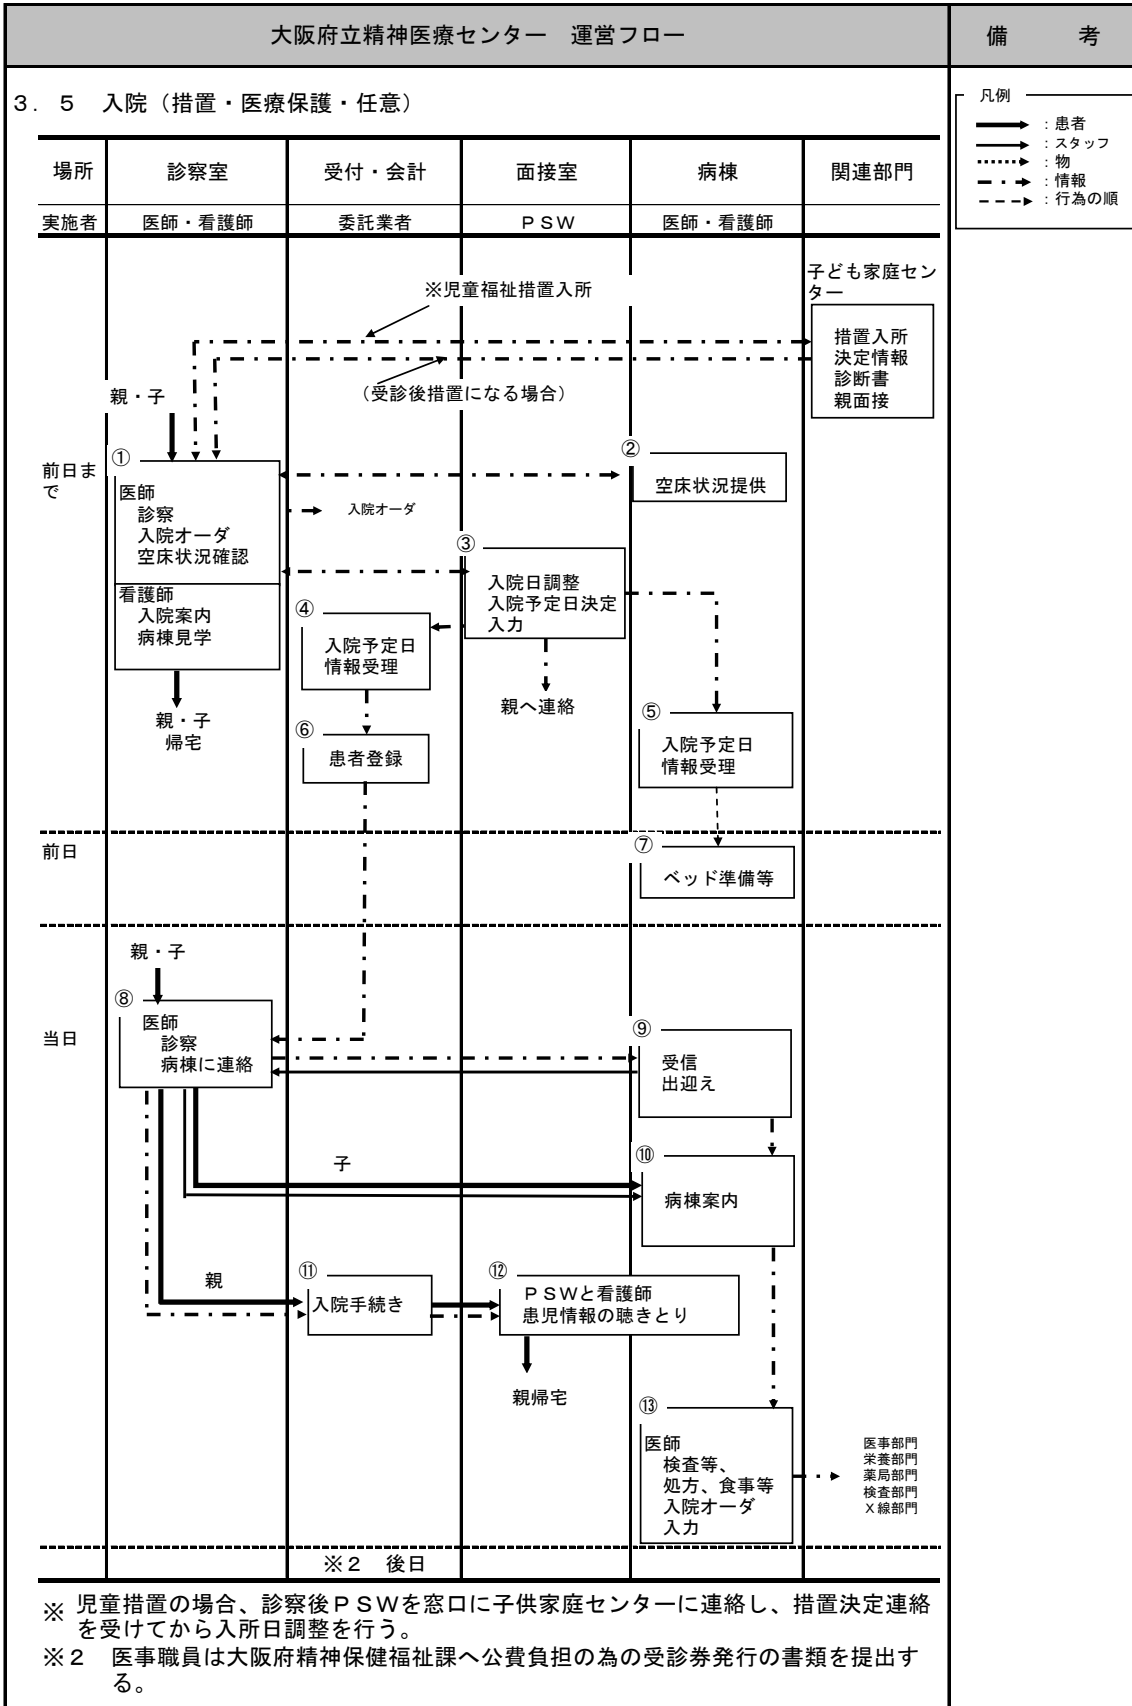 大阪府立精神医療センター　運営フロー
備　考
3．5　入院（措置・医療保護・任意）
凡例
：患者
：スタッフ
：物
：情報
：行為の順
場所　診察室　受付・会計　面接室　病棟　関連部門
実施者　医師・看護師　委託業者　ＰＳＷ　医師・看護師
子ども家庭セン
ター
※児童福祉措置入所
措置入所
決定情報
診断書
親面接
（受診後措置になる場合）
親・子
前日ま
で
①
医師
診察
入院オーダ
空床状況確認
看護師
入院案内
病棟見学
親・子
帰宅
入院オーダ
②
空床状況提供
③
入院日調整
入院予定日決定
入力
親へ連絡
④
入院予定日
情報受理
⑤
入院予定日
情報受理
⑥
患者登録
前日
⑦
ベッド準備等
当日
親・子
⑧
医師
診察
病棟に連絡
⑨
受信
出迎え
子
⑩
病棟案内
親
⑪
入院手続き
⑫
ＰＳＷと看護師
患児情報の聴きとり
親帰宅
⑬
医師
検査等、
処方、食事等
入院オーダ
入力
医事部門
栄養部門
薬局部門
検査部門
Ｘ線部門
※２　後日
※ 児童措置の場合、診察後ＰＳＷを窓口に子供家庭センターに連絡し、措置決定連絡
を受けてから入所日調整を行う。
※２　医事職員は大阪府精神保健福祉課へ公費負担の為の受診券発行の書類を提出す
る。